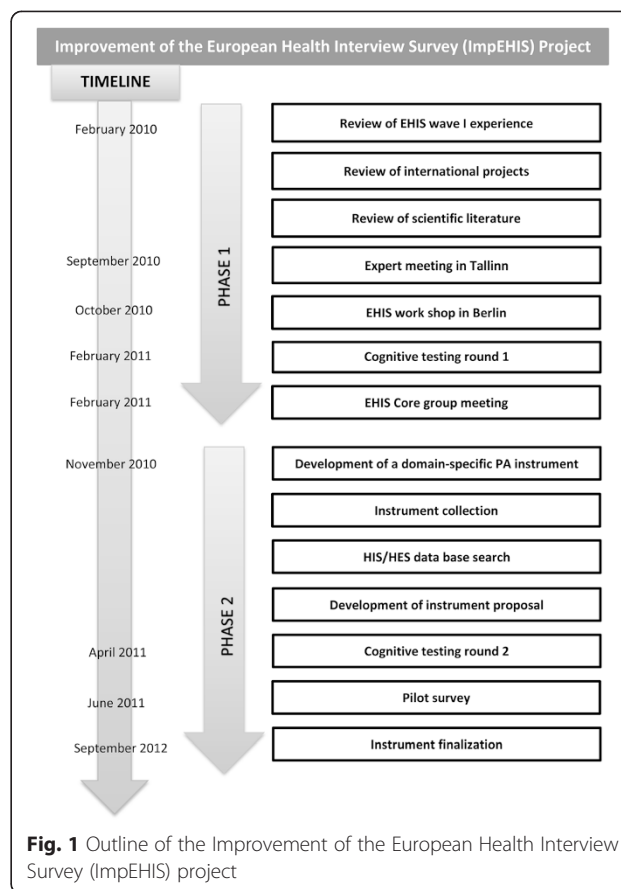 Improvement of the European Health Interview Survey (ImpEHIS) Project
TIMELINE
February 2010
Review of EHIS wave I experience
Review of international projects
Review of scientific literature
September 2010
Expert meeting in Tallinn
October 2010
EHIS work shop in Berlin
February 2011
Cognitive testing round 1
February 2011
EHIS Core group meeting
PHASE 1
November 2010
Development of a domain-specific PA instrument
Instrument collection
HIS/HES data base search
Development of instrument proposal
April 2011
Cognitive testing round 2
June 2011
Pilot survey
September 2012
Instrument finalization
PHASE 2
Fig. 1 Outline of the Improvement of the European Health Interview
Survey (ImpEHIS) project